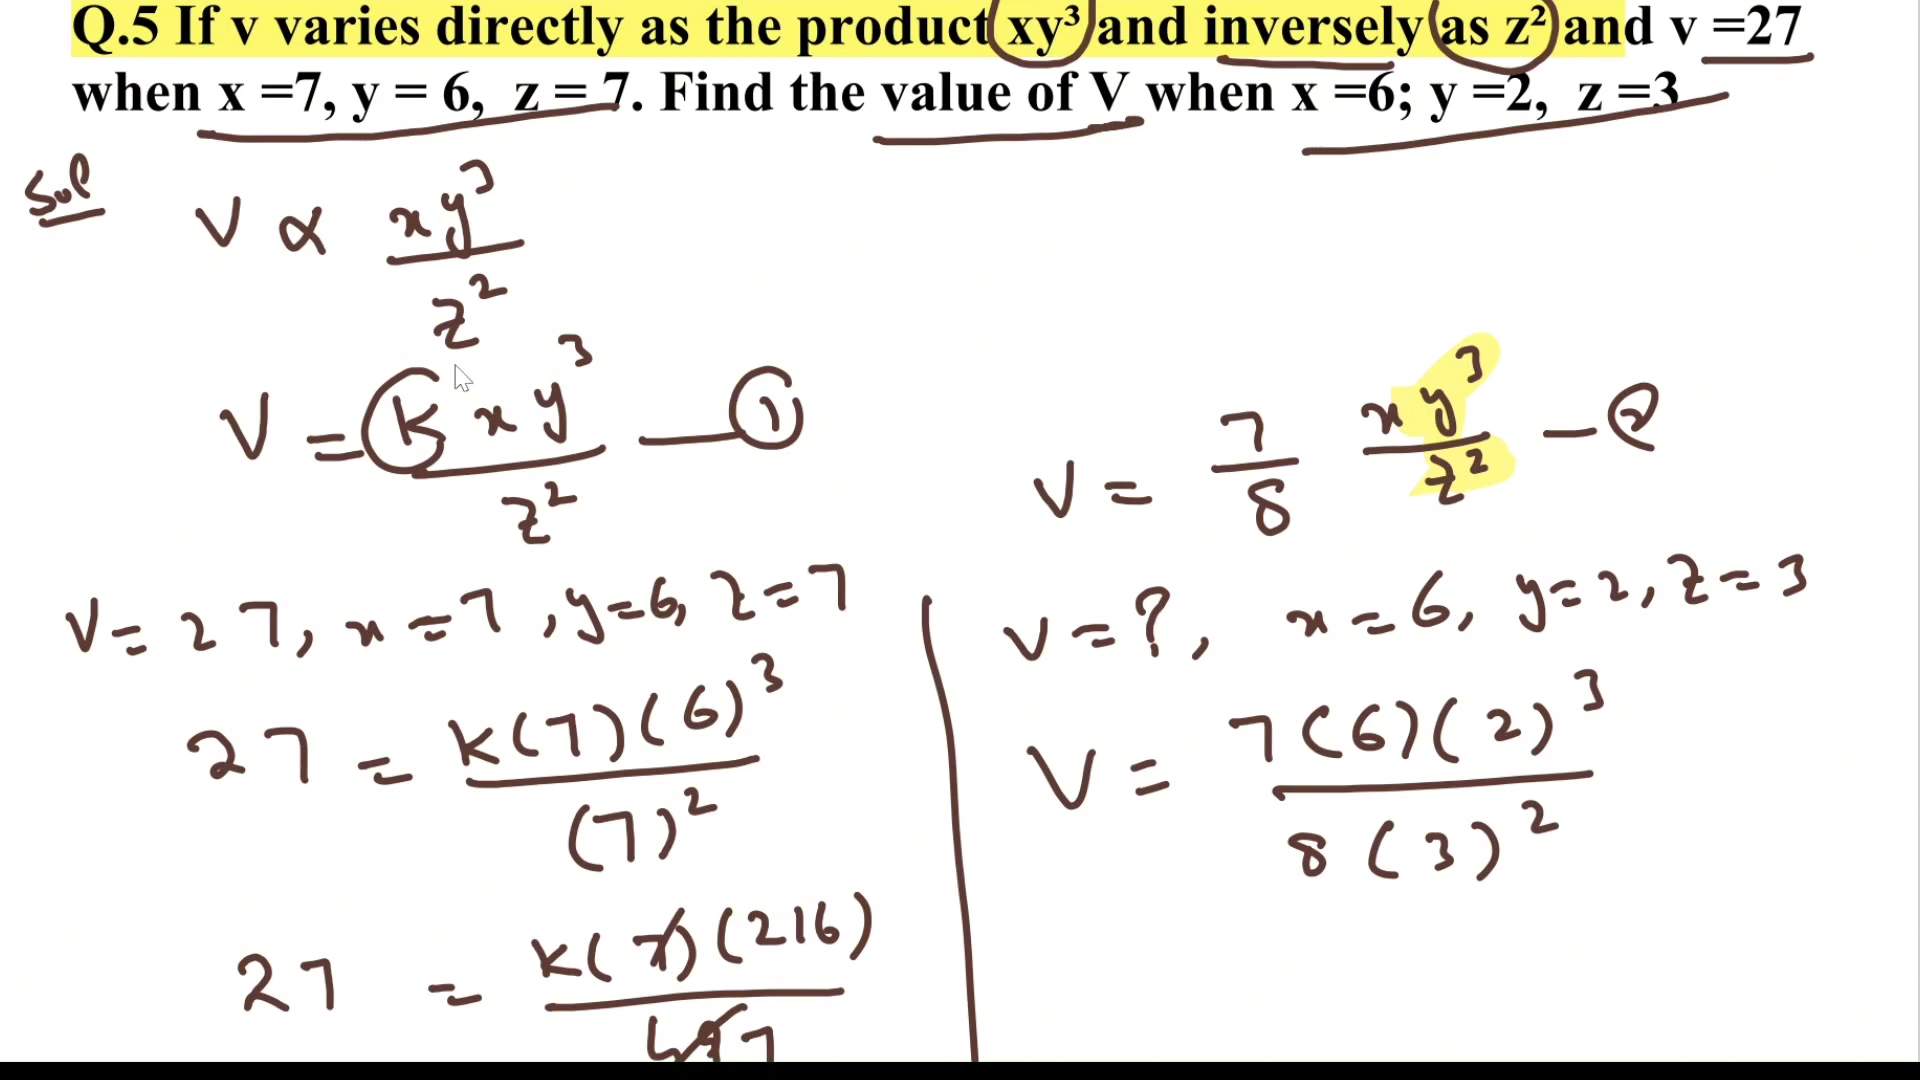 Q.5 If v varies directly as the product xy³ and inversely as z² and v =27
when x =7, y = 6, z = 7. Find the value of V when x =6; y =2, z =3
Sol
V ∝ xy³/z²
V = k x y³/z² — ①
V = 27, x = 7, y = 6, z = 7
27 = k(7)(6)³/(7)²
27 = k(7)(216)/49 7
V = 7/8 xy³/z² — ②
V = ?, x = 6, y = 2, z = 3
V = 7(6)(2)³/8(3)²